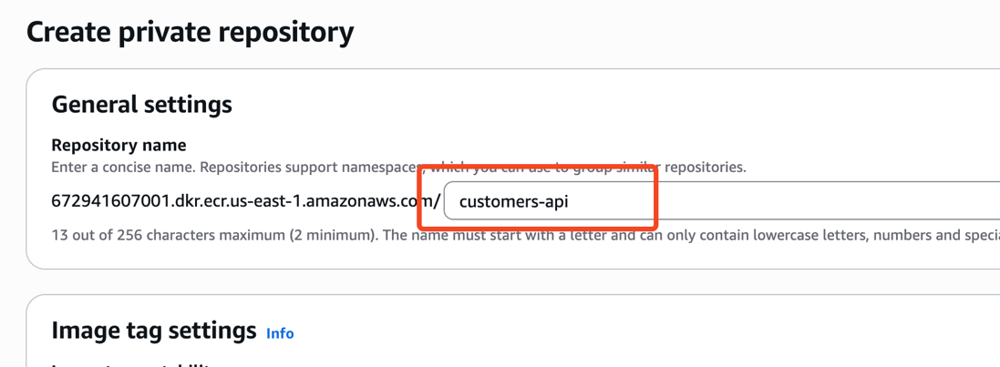 Create private repository
General settings
Repository name
Enter a concise name. Repositories support namespaces, which you can use to group similar repositories.
672941607001.dkr.ecr.us-east-1.amazonaws.com/ customers-api
13 out of 256 characters maximum (2 minimum). The name must start with a letter and can only contain lowercase letters, numbers and
Image tag settings Info